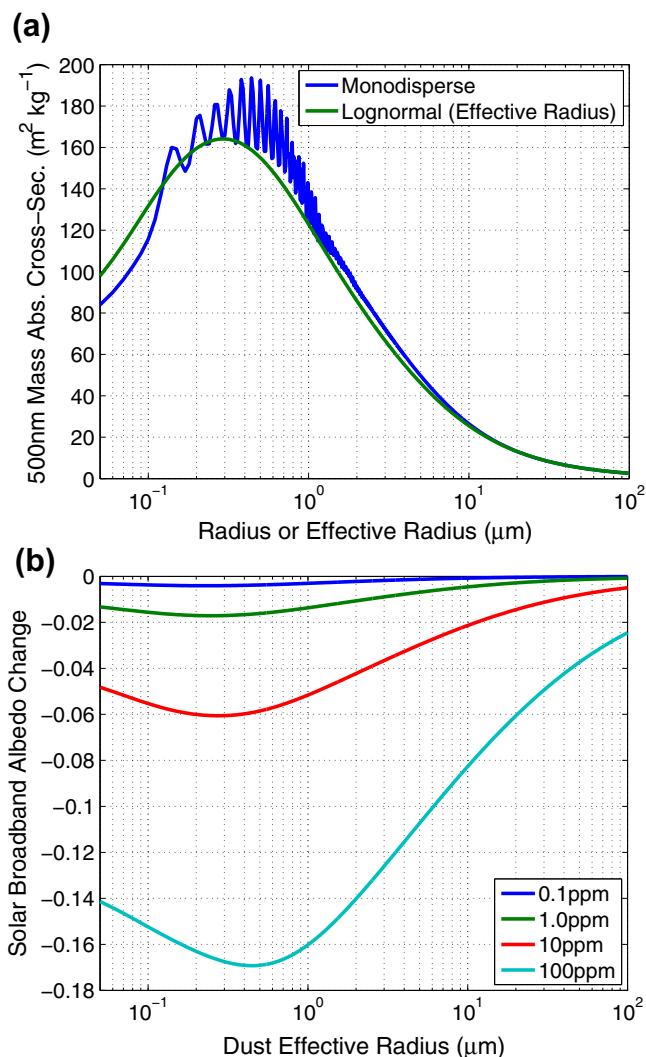 (a)
500nm Mass Abs. Cross−Sec. (m² kg⁻¹)
200
180
160
140
120
100
80
60
40
20
0
Monodisperse
Lognormal (Effective Radius)
10⁻¹ 10⁰ 10¹ 10²
Radius or Effective Radius (μm)
(b)
Solar Broadband Albedo Change
0
−0.02
−0.04
−0.06
−0.08
−0.1
−0.12
−0.14
−0.16
−0.18
0.1ppm
1.0ppm
10ppm
100ppm
10⁻¹ 10⁰ 10¹ 10²
Dust Effective Radius (μm)